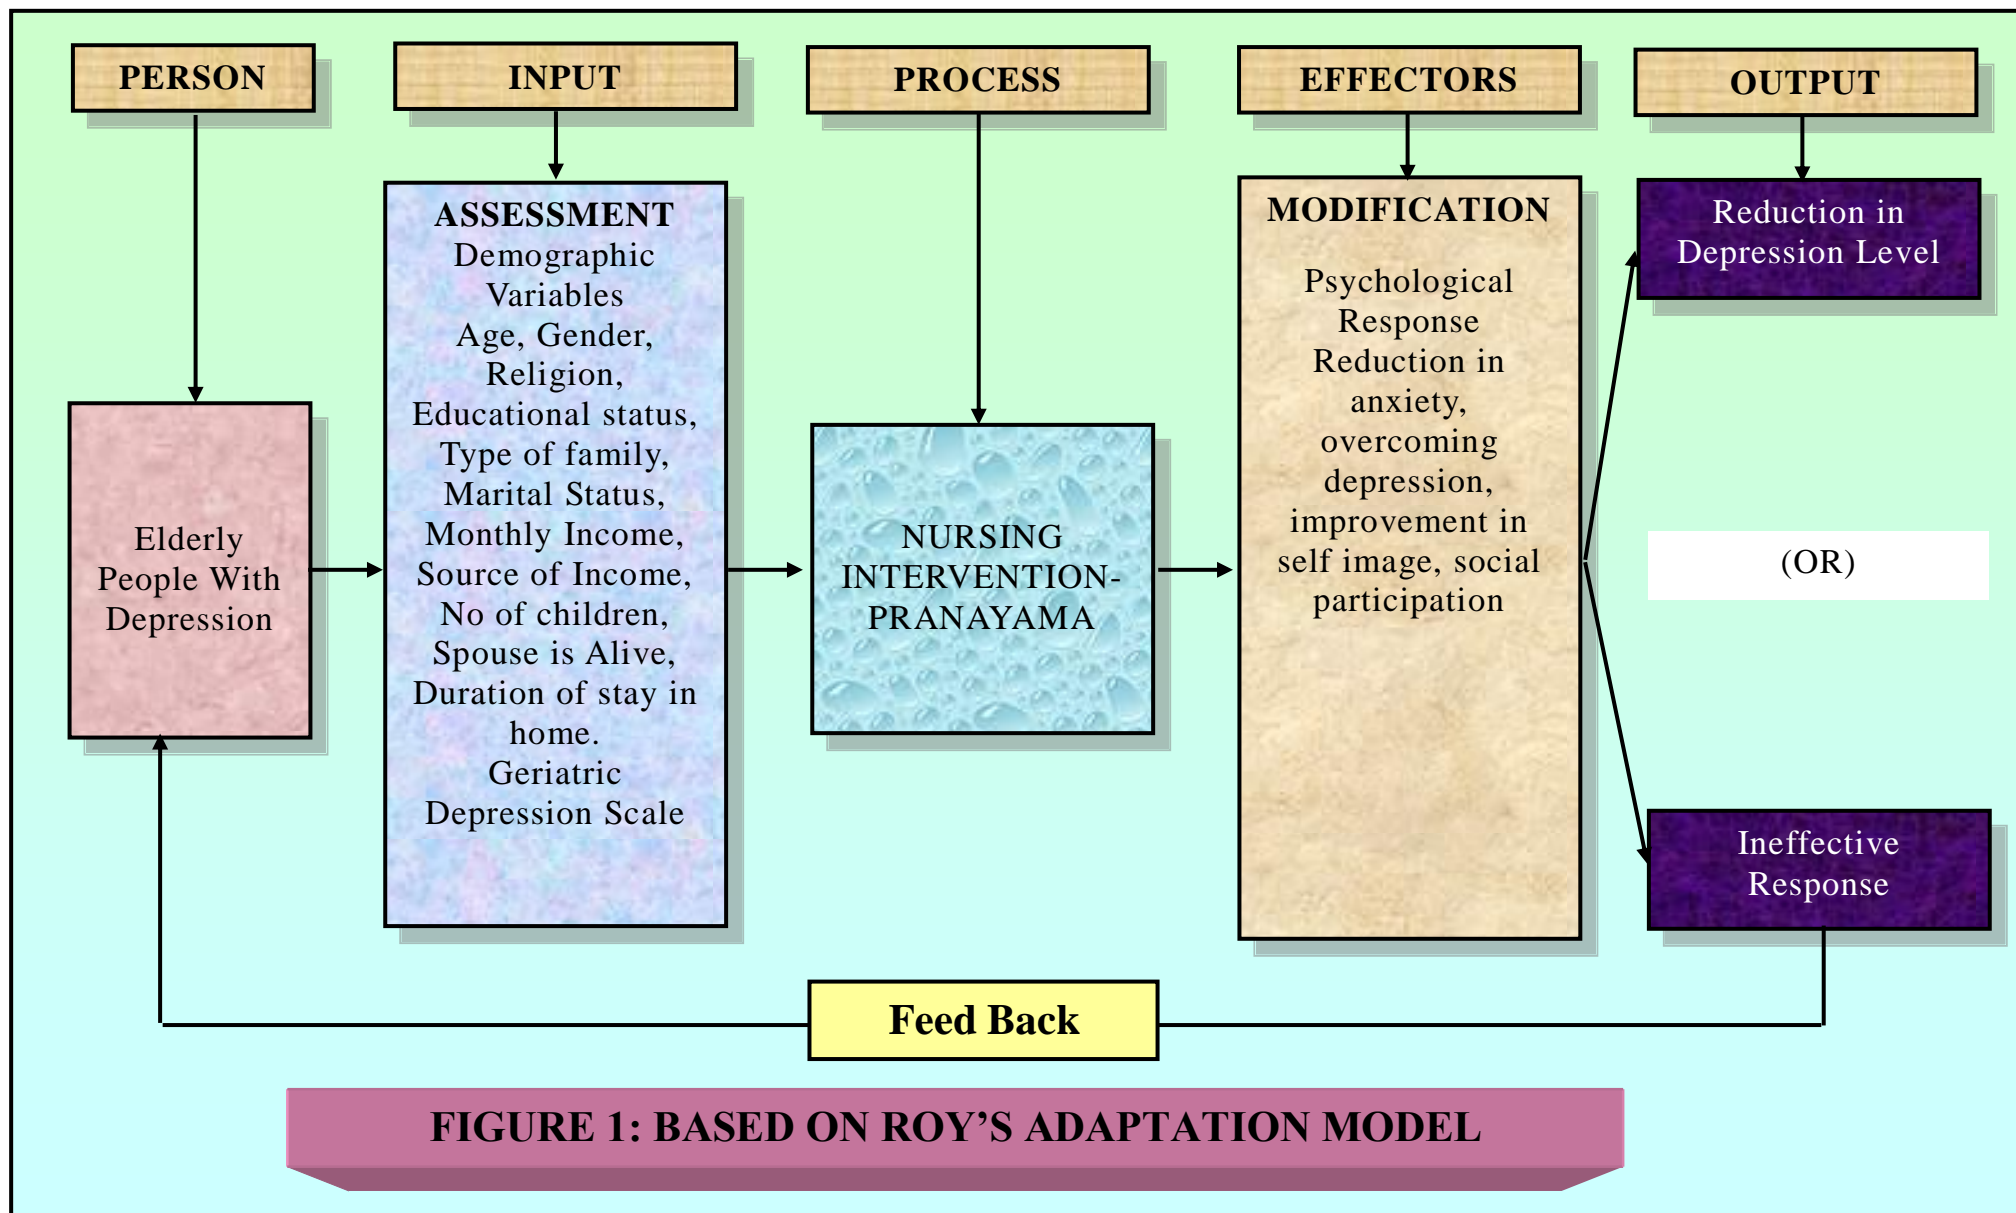 PERSON
INPUT
PROCESS
EFFECTORS
OUTPUT
Elderly
People With
Depression
ASSESSMENT
Demographic
Variables
Age, Gender,
Religion,
Educational status,
Type of family,
Marital Status,
Monthly Income,
Source of Income,
No of children,
Spouse is Alive,
Duration of stay in
home.
Geriatric
Depression Scale
NURSING
INTERVENTION-
PRANAYAMA
MODIFICATION
Psychological
Response
Reduction in
anxiety,
overcoming
depression,
improvement in
self image, social
participation
Reduction in
Depression Level
(OR)
Ineffective
Response
Feed Back
FIGURE 1: BASED ON ROY’S ADAPTATION MODEL